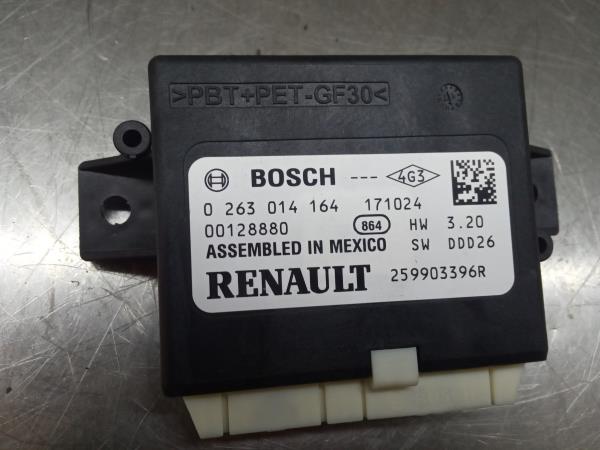 >PBT+PET-GF30<
BOSCH --- 4G3
0 263 014 164 171024
00128880 864 HW 3.20
ASSEMBLED IN MEXICO SW DDD26
RENAULT 259903396R